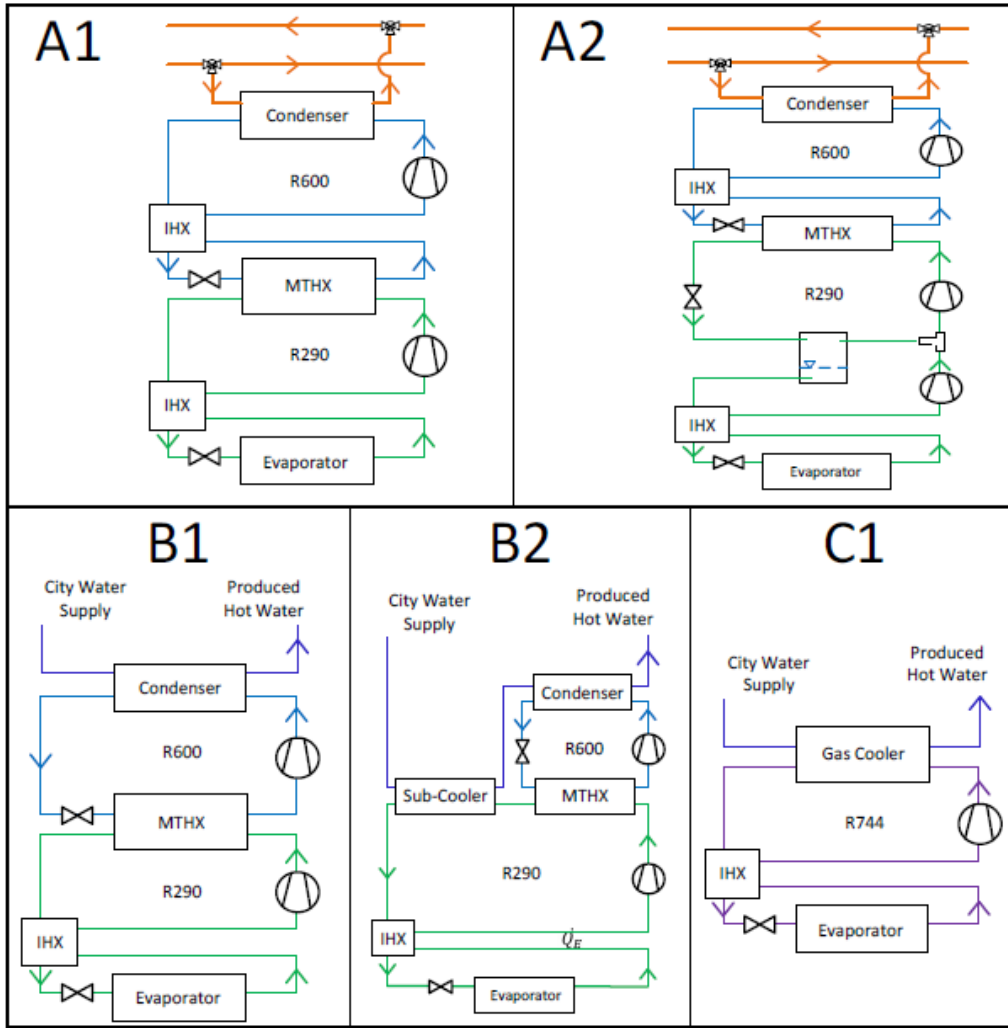 A1
Condenser
R600
IHX
MTHX
R290
IHX
Evaporator
A2
Condenser
R600
IHX
MTHX
R290
IHX
Evaporator
B1
City Water
Supply
Produced
Hot Water
Condenser
R600
MTHX
R290
IHX
Evaporator
B2
City Water
Supply
Produced
Hot Water
Condenser
R600
Sub-Cooler
MTHX
R290
IHX
Q̇_E
Evaporator
C1
City Water
Supply
Produced
Hot Water
Gas Cooler
R744
IHX
Evaporator